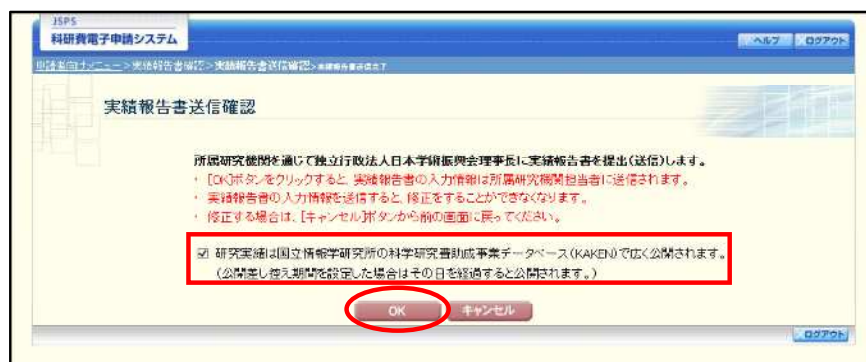 JSPS
科研費電子申請システム
ヘルプ ログアウト
申請者向けメニュー>実績報告書確認>実績報告書送信確認>実績報告書送信完了
実績報告書送信確認
所属研究機関を通じて独立行政法人日本学術振興会理事長に実績報告書を提出(送信)します。
・ [OK]ボタンをクリックすると、実績報告書の入力情報は所属研究機関担当者に送信されます。
・ 実績報告書の入力情報を送信すると、修正をすることができなくなります。
・ 修正する場合は、[キャンセル]ボタンから前の画面に戻ってください。
研究実績は国立情報学研究所の科学研究費助成事業データベース(KAKEN)で広く公開されます。
(公開差し控え期間を設定した場合はその日を経過すると公開されます。)
OK キャンセル
ログアウト